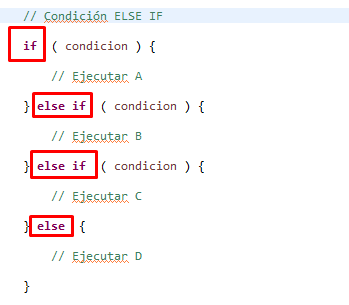 // Condición ELSE IF
if ( condicion ) {
// Ejecutar A
} else if ( condicion ) {
// Ejecutar B
} else if ( condicion ) {
// Ejecutar C
} else {
// Ejecutar D
}